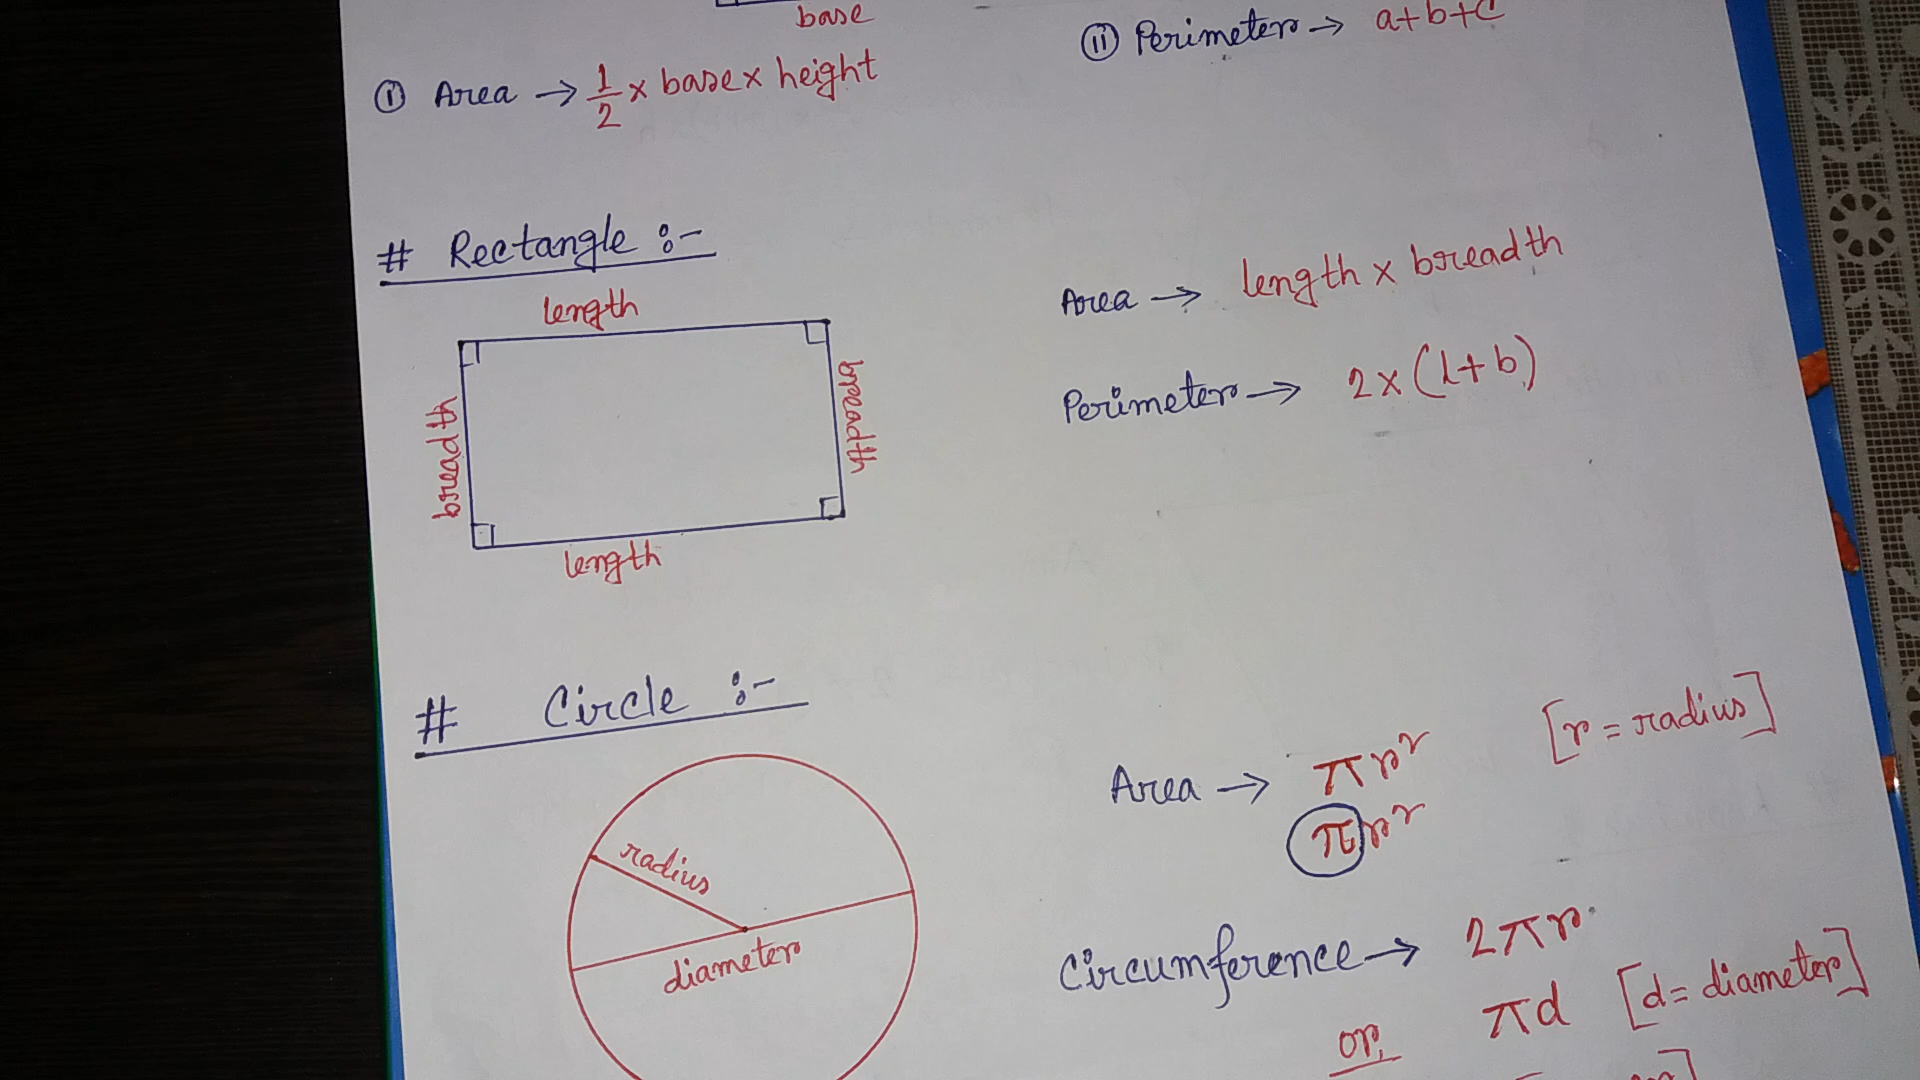 base
ⓘ Area → 1/2 × base × height
ⓘⓘ Perimeter → a+b+c
# Rectangle :-
length
breadth
breadth
length
Area → length × breadth
Perimeter → 2×(l+b)
# Circle :-
radius
diameter
Area → πr² [r = radius]
πr²
Circumference → 2πr
or, πd [d= diameter]